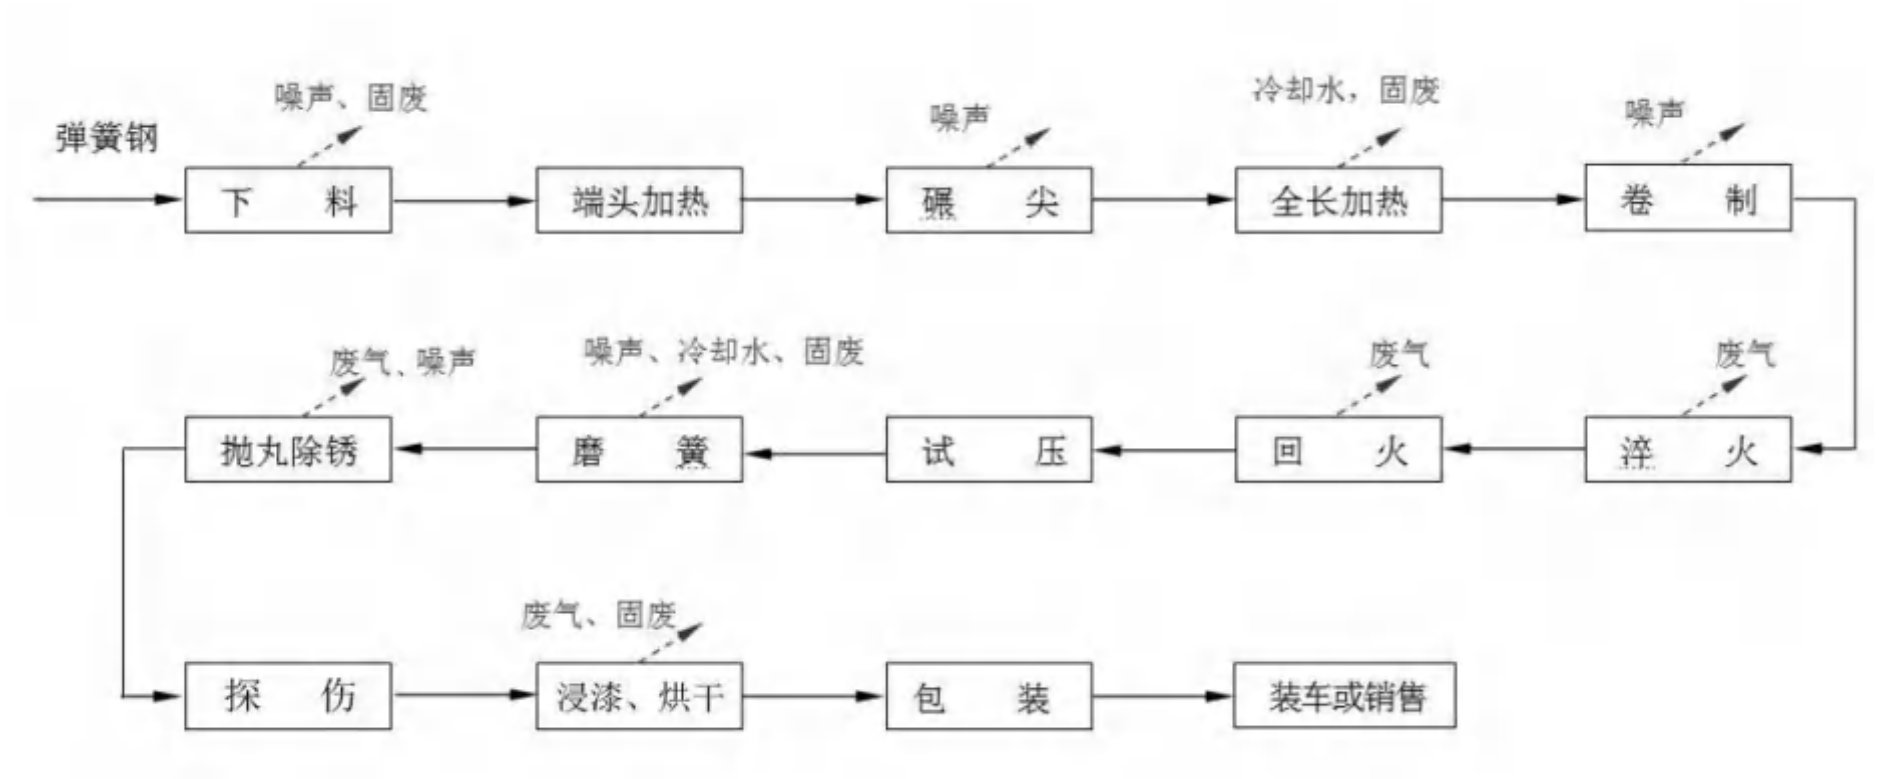 噪声、固废
噪声
冷却水，固废
噪声
弹簧钢
下料
端头加热
碾尖
全长加热
卷制
废气、噪声
噪声、冷却水、固废
废气
废气
抛丸除锈
磨簧
试压
回火
淬火
废气、固废
探伤
浸漆、烘干
包装
装车或销售